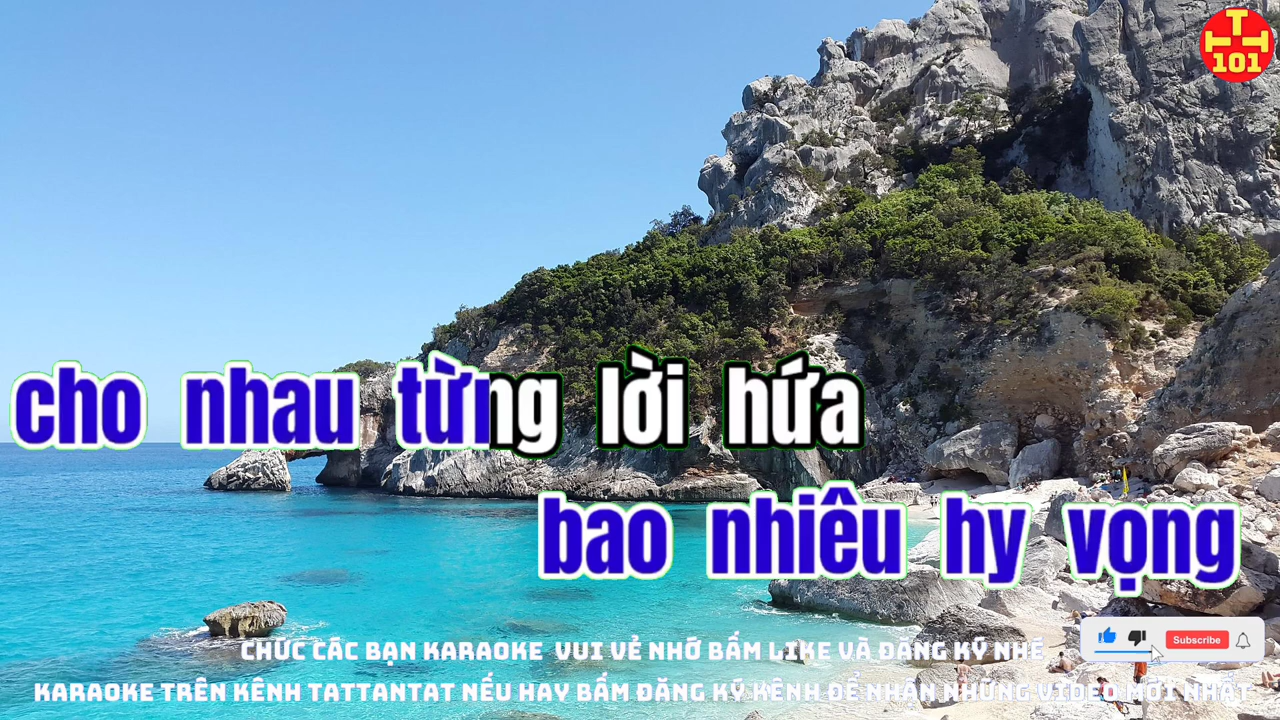 TTT
101
cho nhau từng lời hứa
bao nhiêu hy vọng
CHÚC CÁC BẠN KARAOKE VUI VẺ NHỚ BẤM LIKE VÀ ĐĂNG KÝ NHÉ
Subscribe
KARAOKE TRÊN KÊNH TATTANTAT NẾU HAY BẤM ĐĂNG KÝ KÊNH ĐỂ NHẬN NHỮNG VIDEO MỚI NHẤT